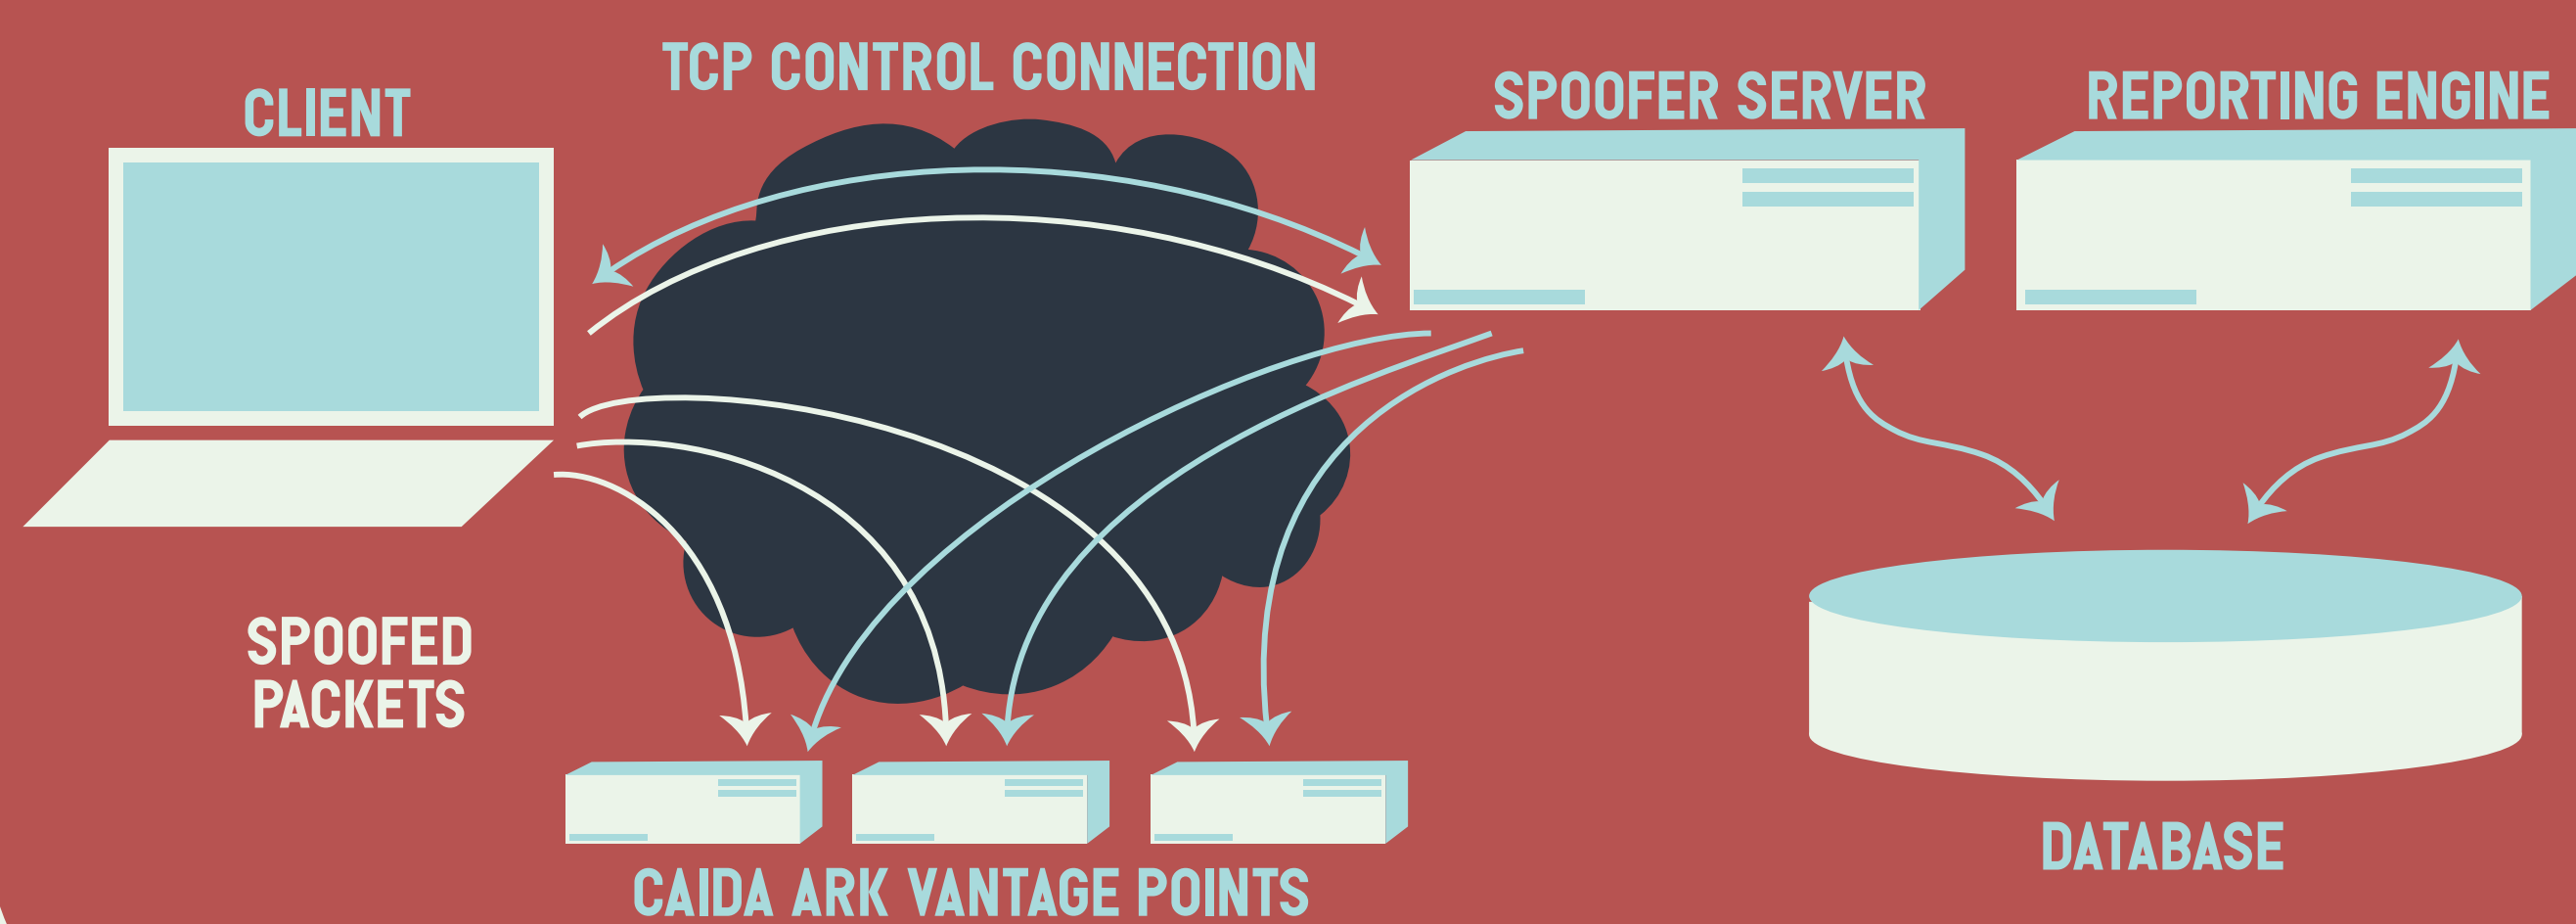 TCP CONTROL CONNECTION
CLIENT
SPOOFER SERVER
REPORTING ENGINE
SPOOFED
PACKETS
DATABASE
CAIDA ARK VANTAGE POINTS